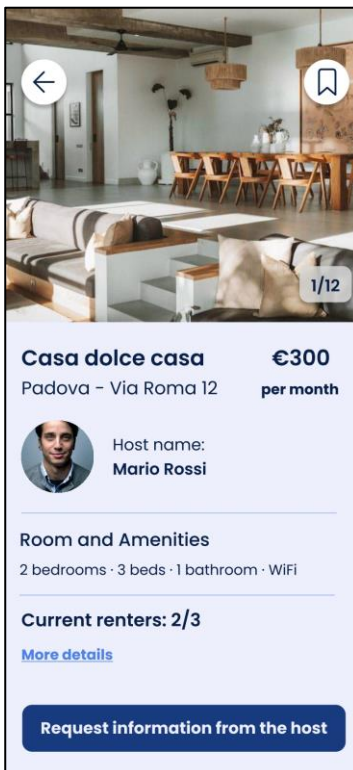 1/12
Casa dolce casa
€300
Padova - Via Roma 12
per month
Host name:
Mario Rossi
Room and Amenities
2 bedrooms · 3 beds · 1 bathroom · WiFi
Current renters: 2/3
More details
Request information from the host